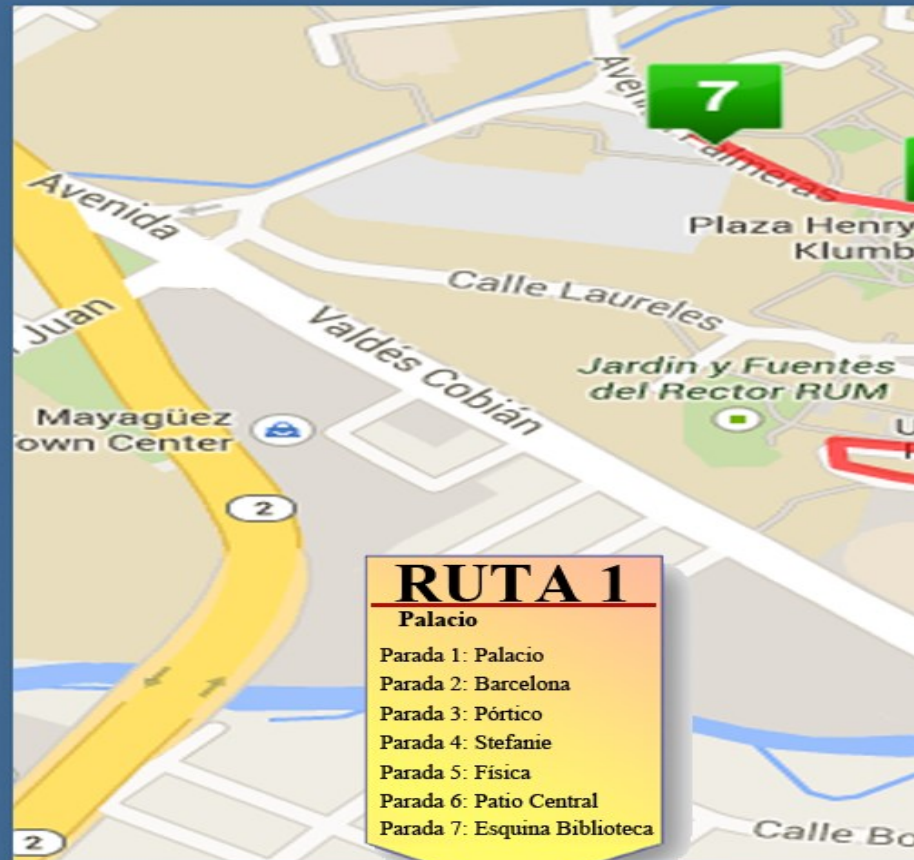 7
Avenida Palmeras
Plaza Henry
Klumb
Avenida
Calle Laureles
Juan
Valdés Cobián
Jardin y Fuentes
del Rector RUM
Mayagüez
own Center
2
RUTA 1
Palacio
Parada 1: Palacio
Parada 2: Barcelona
Parada 3: Pórtico
Parada 4: Stefanie
Parada 5: Física
Parada 6: Patio Central
Parada 7: Esquina Biblioteca
2
Calle Bo